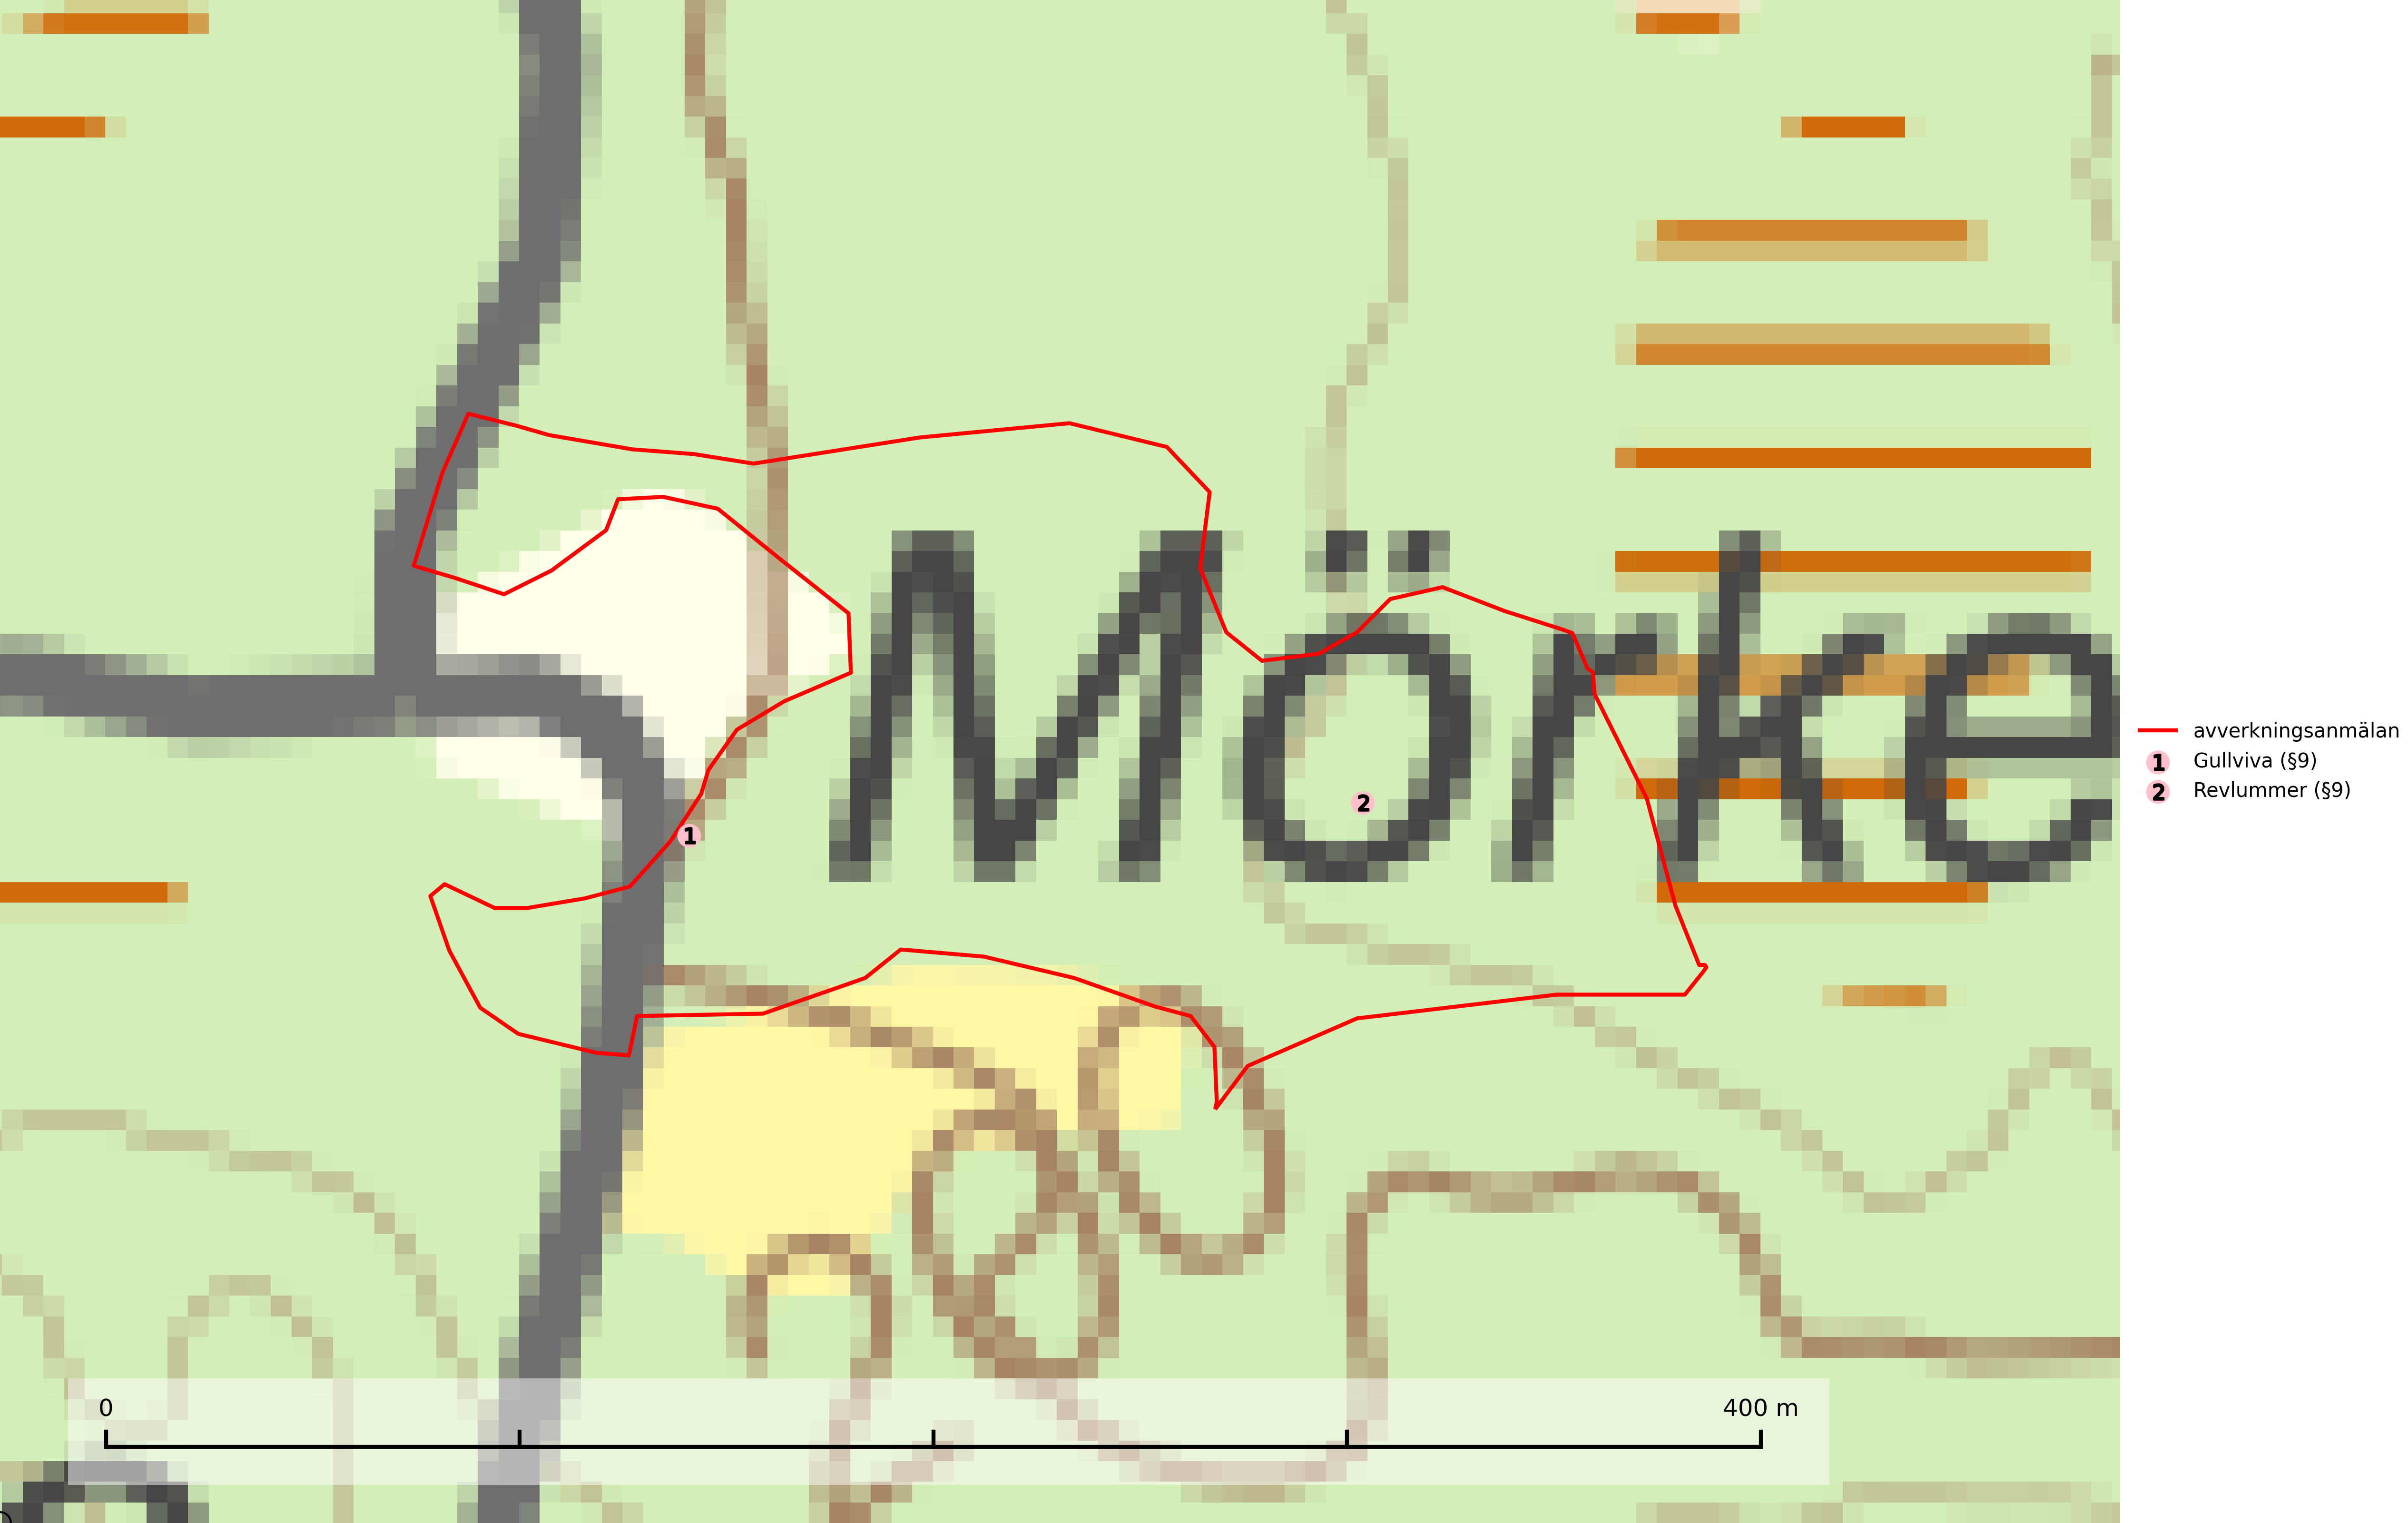 Mörke
1
2
avverkningsanmälan
1 Gullviva (§9)
2 Revlummer (§9)
0 400 m